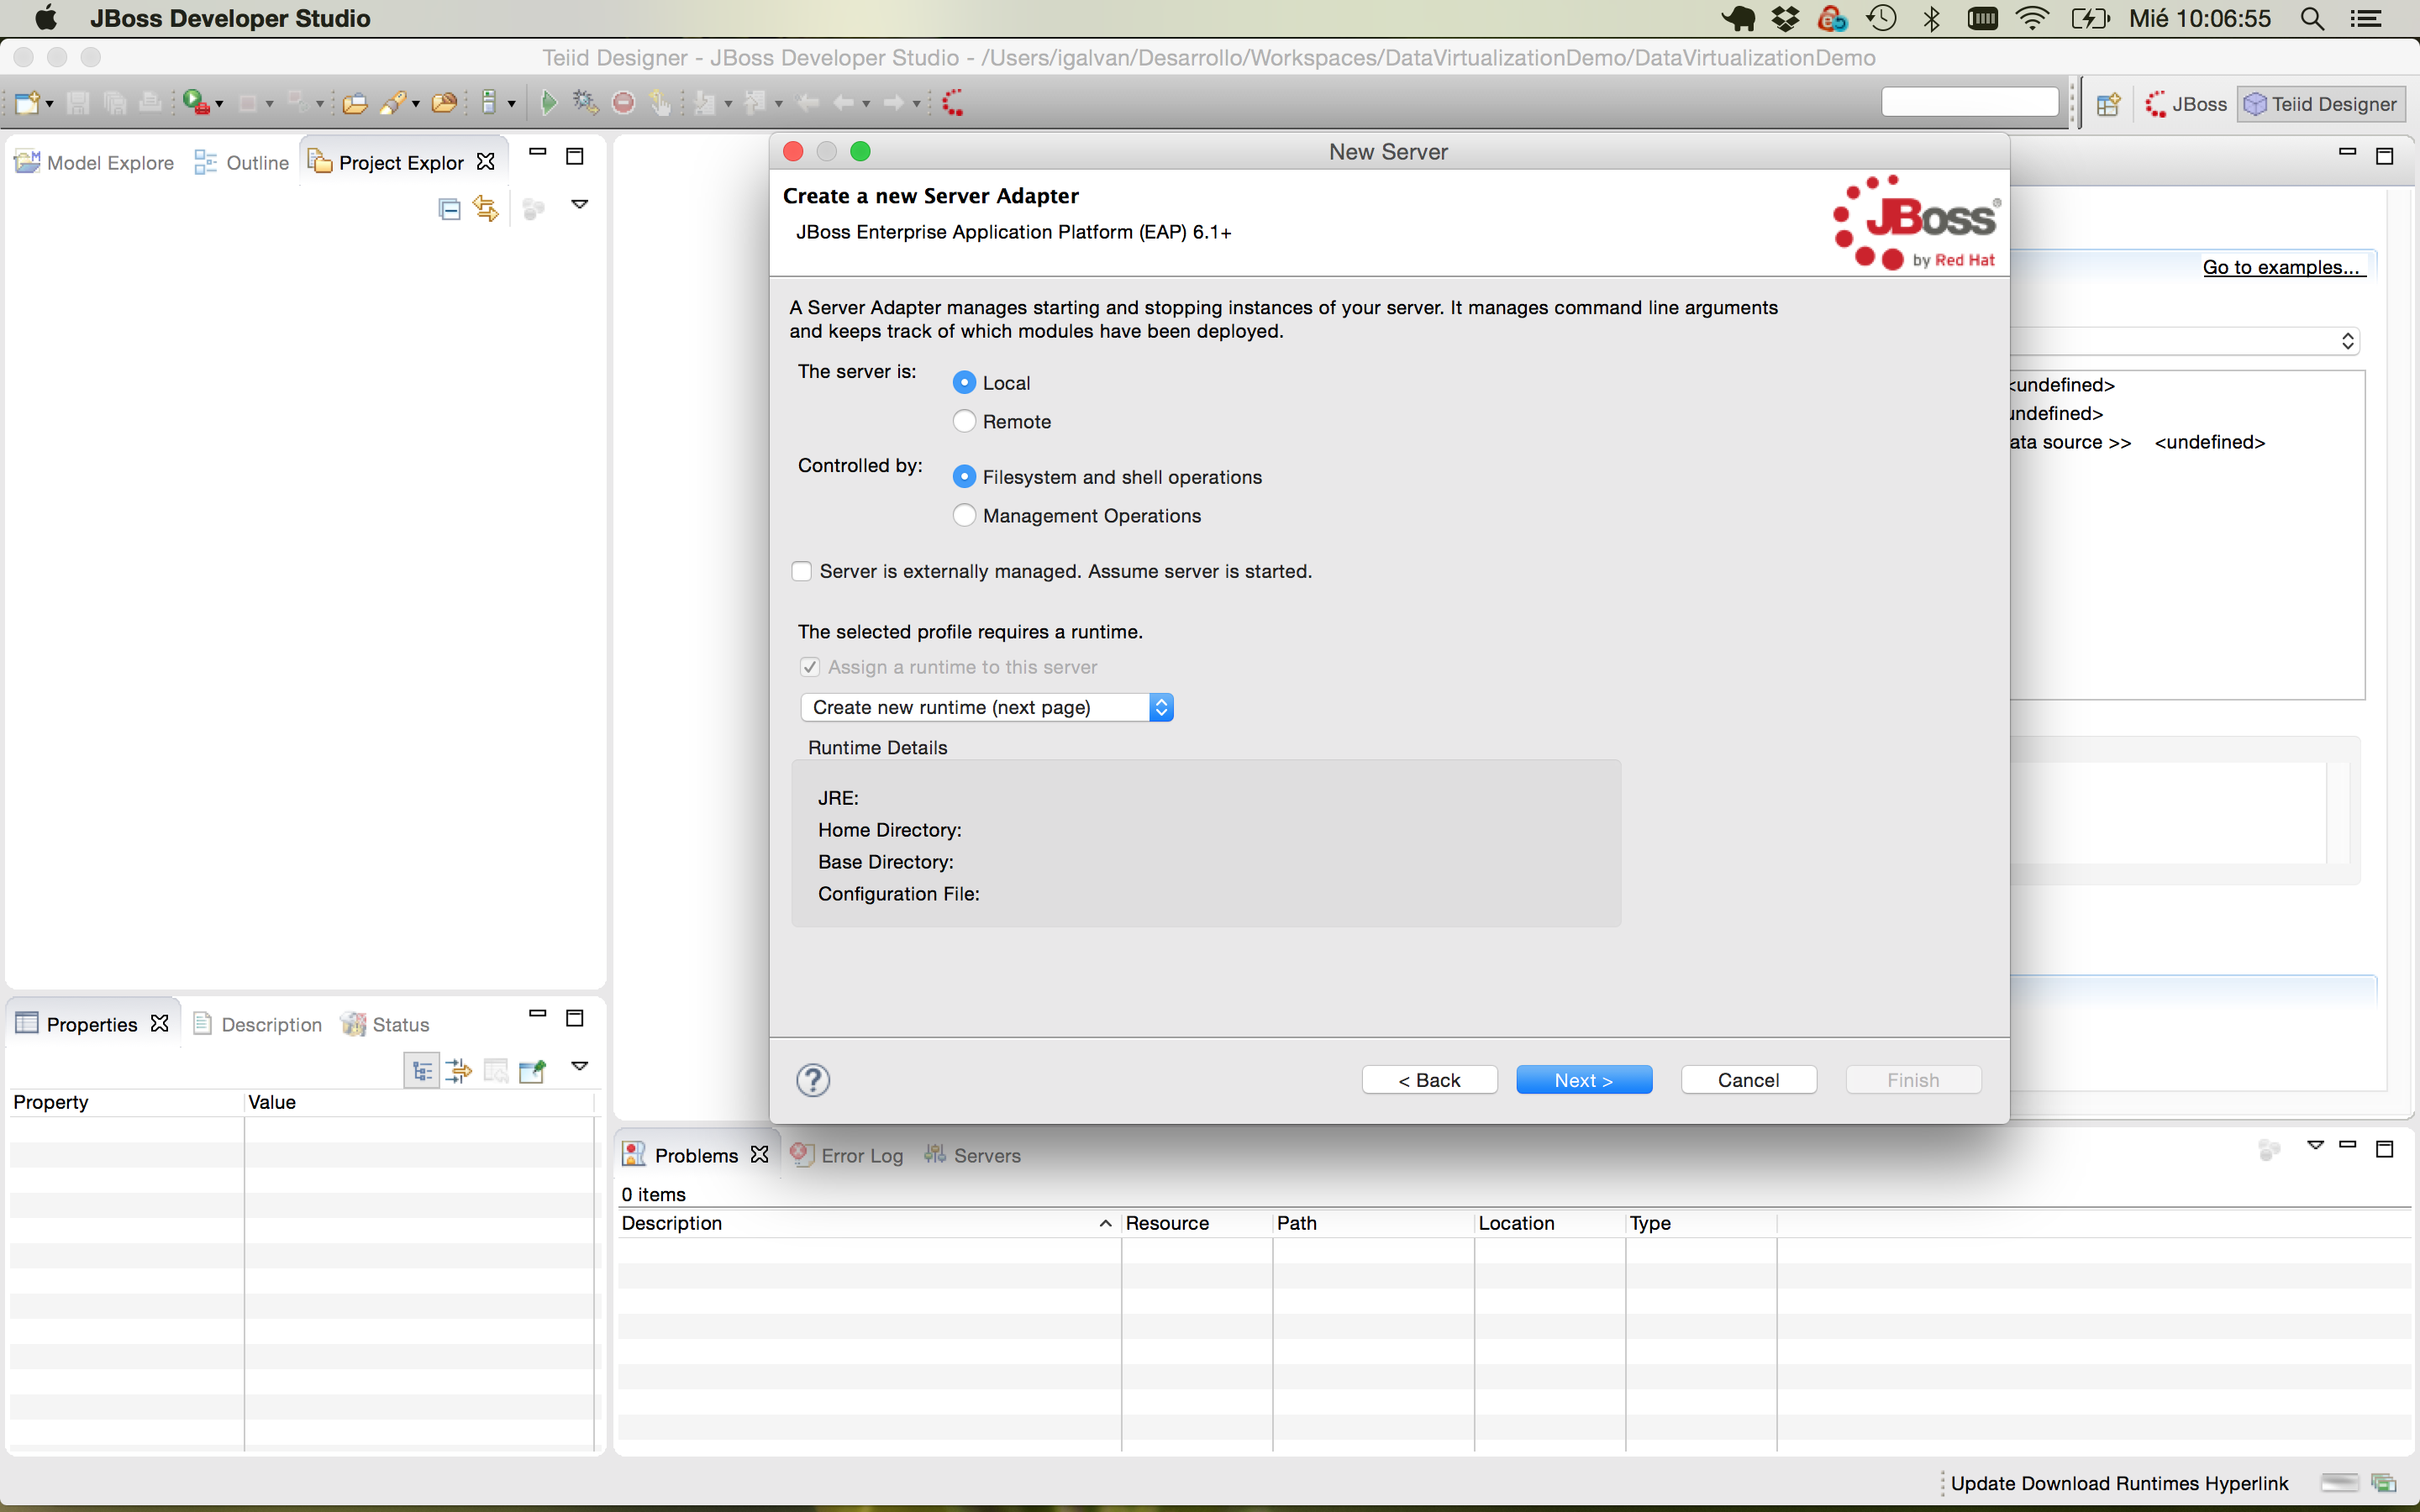 JBoss Developer Studio
Mié 10:06:55
Teiid Designer - JBoss Developer Studio - /Users/igalvan/Desarrollo/Workspaces/DataVirtualizationDemo/DataVirtualizationDemo
JBoss
Teiid Designer
Model Explore
Outline
Project Explor
New Server
Create a new Server Adapter
JBoss Enterprise Application Platform (EAP) 6.1+
JBoss®
by Red Hat
Go to examples...
A Server Adapter manages starting and stopping instances of your server. It manages command line arguments
and keeps track of which modules have been deployed.
The server is:
Local
Remote
Controlled by:
Filesystem and shell operations
Management Operations
<undefined>
undefined>
ata source >> <undefined>
Server is externally managed. Assume server is started.
The selected profile requires a runtime.
Assign a runtime to this server
Create new runtime (next page)
Runtime Details
JRE:
Home Directory:
Base Directory:
Configuration File:
< Back
Next >
Cancel
Finish
Properties
Description
Status
Property
Value
Problems
Error Log
Servers
0 items
Description
Resource
Path
Location
Type
Update Download Runtimes Hyperlink